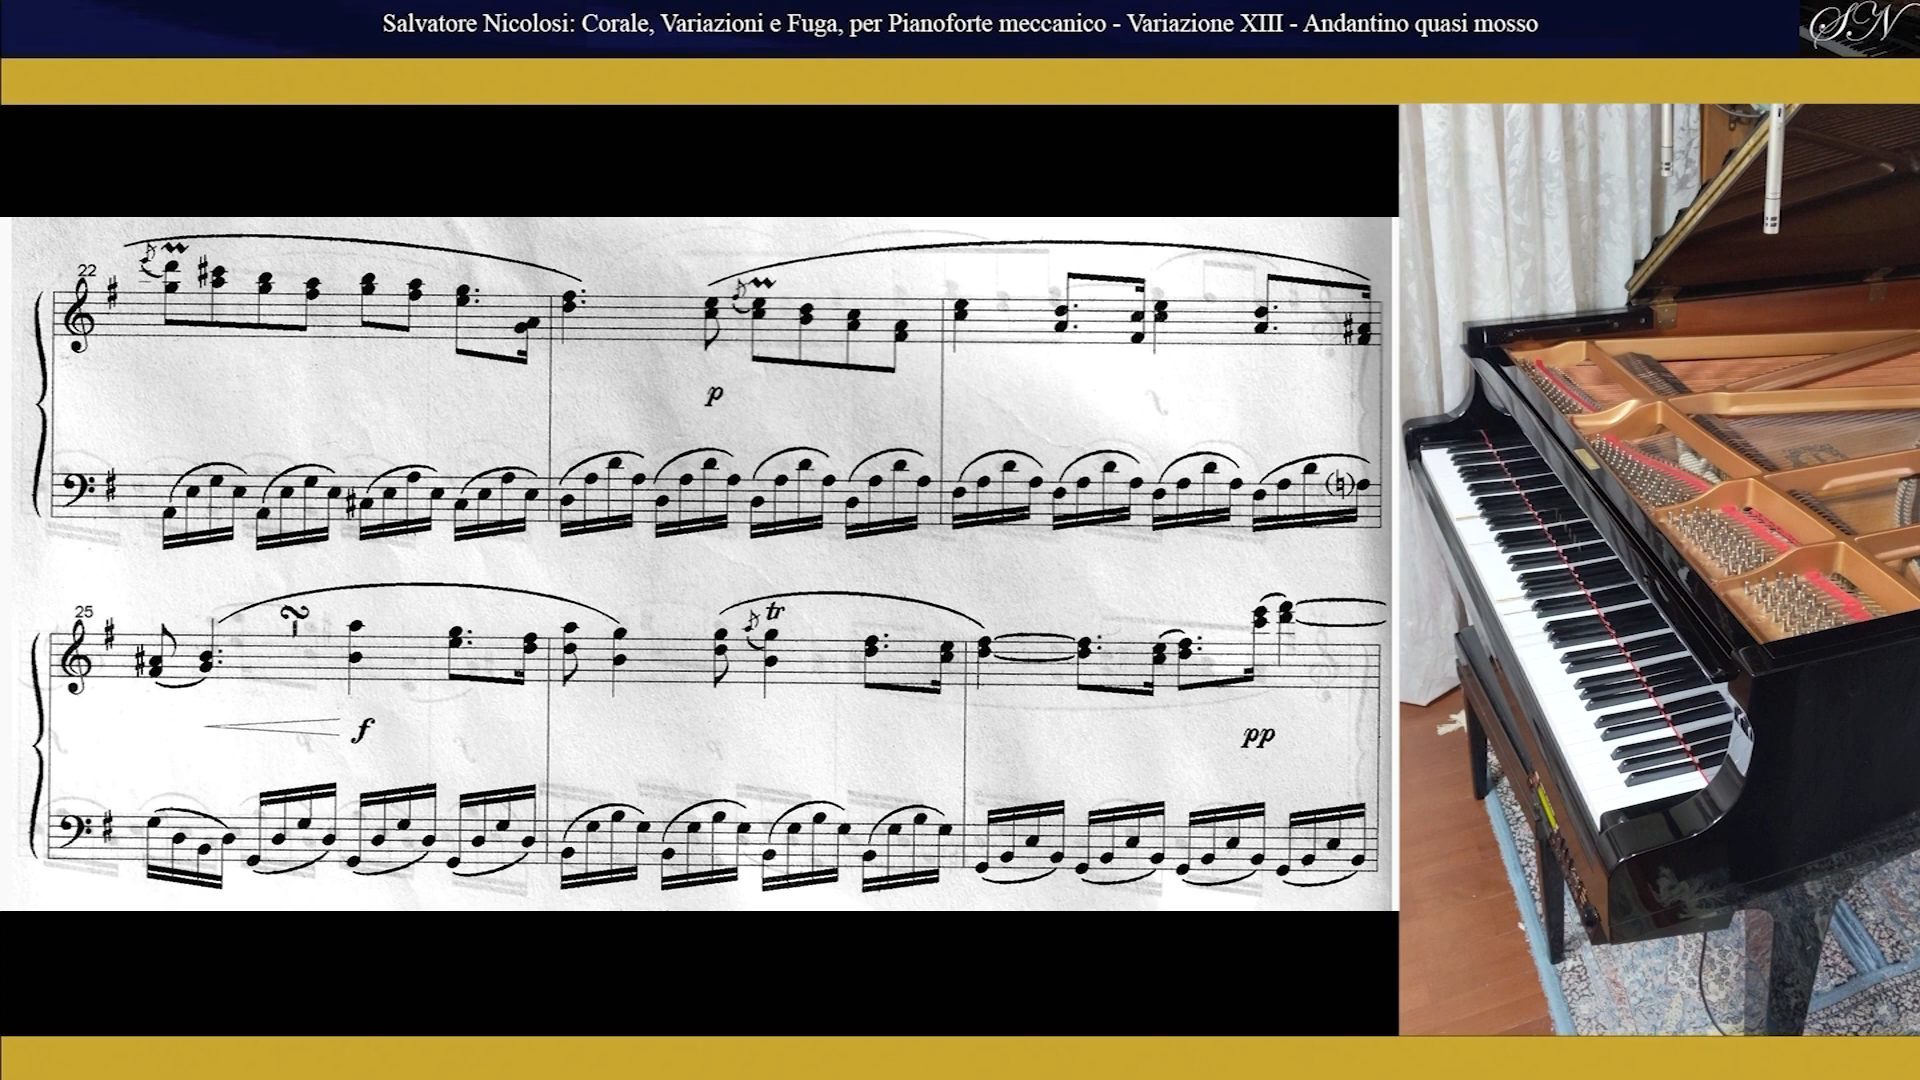 Salvatore Nicolosi: Corale, Variazioni e Fuga, per Pianoforte meccanico - Variazione XIII - Andantino quasi mosso
SN
22
p
25
tr
f
pp